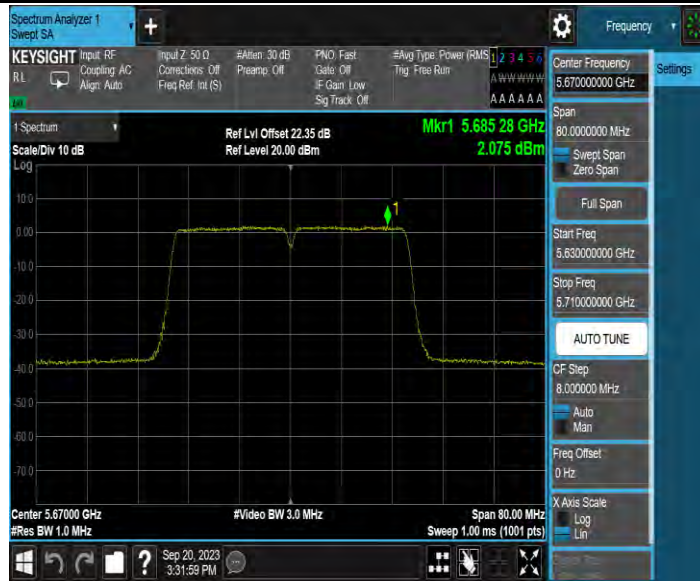 Spectrum Analyzer 1
Swept SA
+
Frequency
KEYSIGHT
RL
Input: RF
Coupling: AC
Align: Auto
Input Z: 50 Ω
Corrections: Off
Freq Ref: Int (S)
#Atten: 30 dB
Preamp: Off
PNO: Fast
Gate: Off
IF Gain: Low
Sig Track: Off
#Avg Type: Power (RMS
Trig: Free Run
1 2 3 4 5 6
A W W W W W
A A A A A A
Center Frequency
5.670000000 GHz
Settings
Span
80.0000000 MHz
Swept Span
Zero Span
Full Span
Start Freq
5.630000000 GHz
Stop Freq
5.710000000 GHz
AUTO TUNE
CF Step
8.000000 MHz
Auto
Man
Freq Offset
0 Hz
X Axis Scale
Log
Lin
1 Spectrum
Scale/Div 10 dB
Log
Ref Lvl Offset 22.35 dB
Ref Level 20.00 dBm
Mkr1 5.685 28 GHz
2.075 dBm
1
10.0
0.00
-10.0
-20.0
-30.0
-40.0
-50.0
-60.0
-70.0
Center 5.67000 GHz
#Res BW 1.0 MHz
#Video BW 3.0 MHz
Span 80.00 MHz
Sweep 1.00 ms (1001 pts)
?
Sep 20, 2023
3:31:59 PM